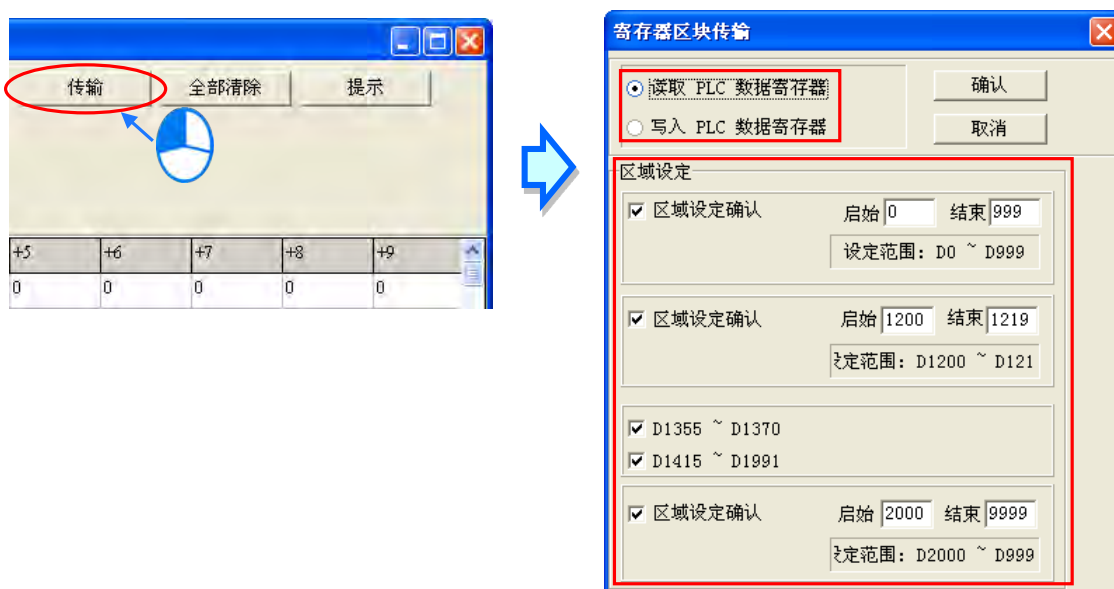 传输 全部清除 提示
+5 +6 +7 +8 +9
0 0 0 0 0
寄存器区块传输
读取 PLC 数据寄存器 确认
写入 PLC 数据寄存器 取消
区域设定
区域设定确认 启始 0 结束 999
设定范围: D0 ~ D999
区域设定确认 启始 1200 结束 1219
定范围: D1200 ~ D121
D1355 ~ D1370
D1415 ~ D1991
区域设定确认 启始 2000 结束 9999
定范围: D2000 ~ D999